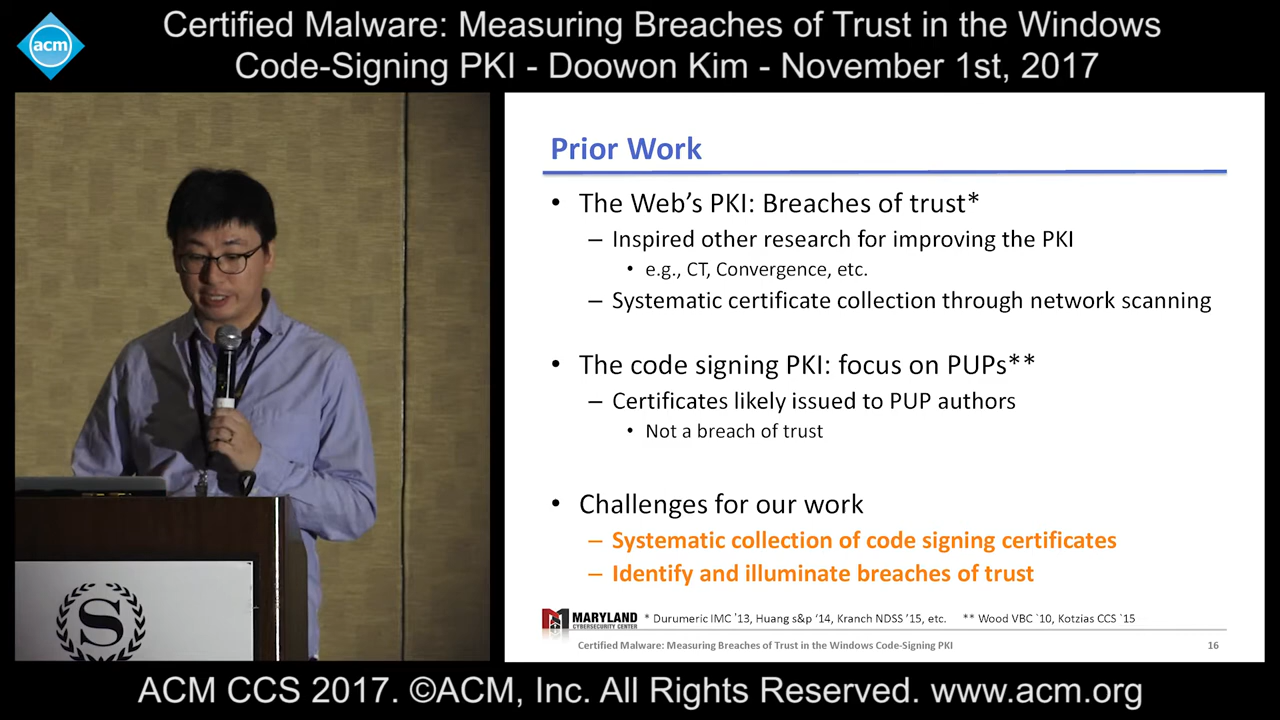 Certified Malware: Measuring Breaches of Trust in the Windows
Code-Signing PKI - Doowon Kim - November 1st, 2017
acm
Prior Work
• The Web's PKI: Breaches of trust*
– Inspired other research for improving the PKI
• e.g., CT, Convergence, etc.
– Systematic certificate collection through network scanning
• The code signing PKI: focus on PUPs**
– Certificates likely issued to PUP authors
• Not a breach of trust
• Challenges for our work
– Systematic collection of code signing certificates
– Identify and illuminate breaches of trust
MARYLAND
CYBERSECURITY CENTER
* Durumeric IMC '13, Huang s&p '14, Kranch NDSS '15, etc. ** Wood VBC `10, Kotzias CCS `15
Certified Malware: Measuring Breaches of Trust in the Windows Code-Signing PKI 16
S
ACM CCS 2017. ©ACM, Inc. All Rights Reserved. www.acm.org